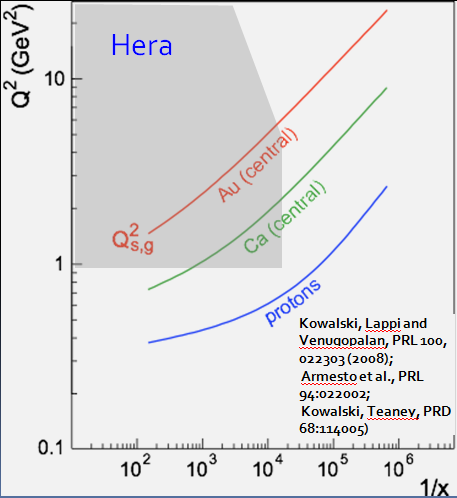 Q² (GeV²)
Hera
10
1
0.1
Au (central)
Q²s,g
Ca (central)
protons
Kowalski, Lappi and
Venuqopalan, PRL 100,
022303 (2008);
Armesto et al., PRL
94:022002;
Kowalski, Teaney, PRD
68:114005)
10² 10³ 10⁴ 10⁵ 10⁶
1/x